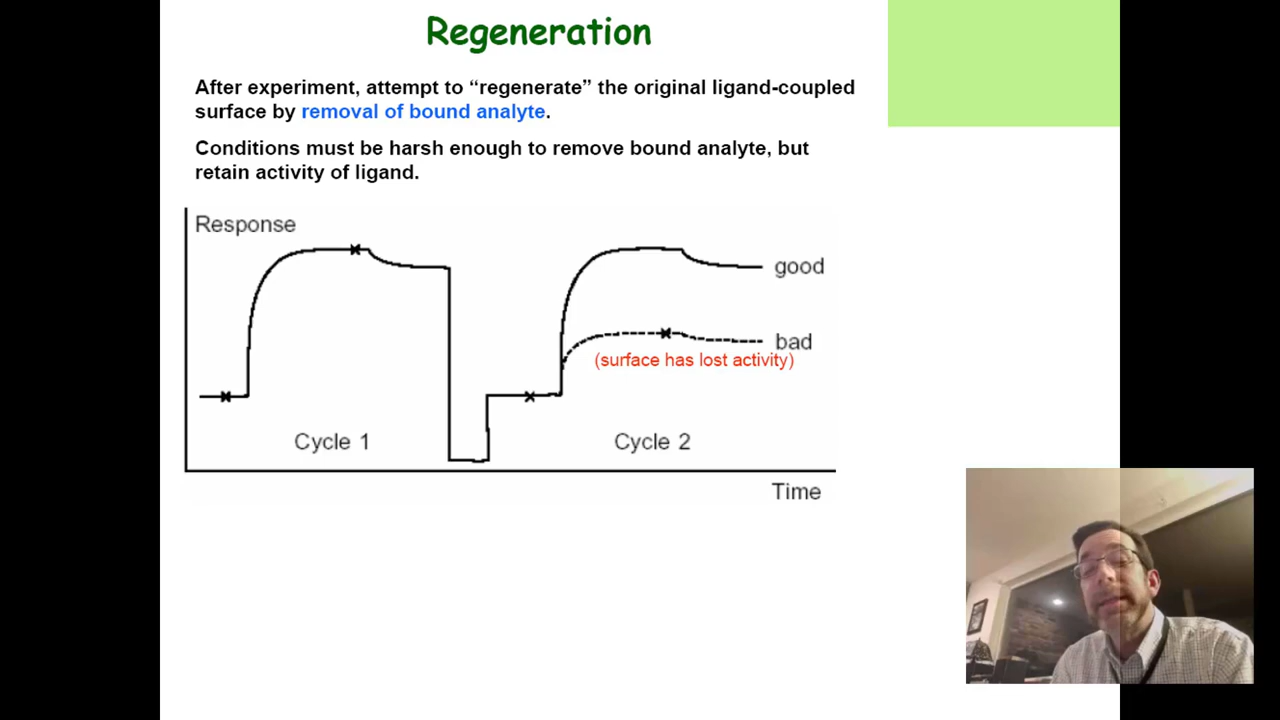 Regeneration
After experiment, attempt to “regenerate” the original ligand-coupled
surface by removal of bound analyte.
Conditions must be harsh enough to remove bound analyte, but
retain activity of ligand.
Response
good
bad
(surface has lost activity)
Cycle 1
Cycle 2
Time